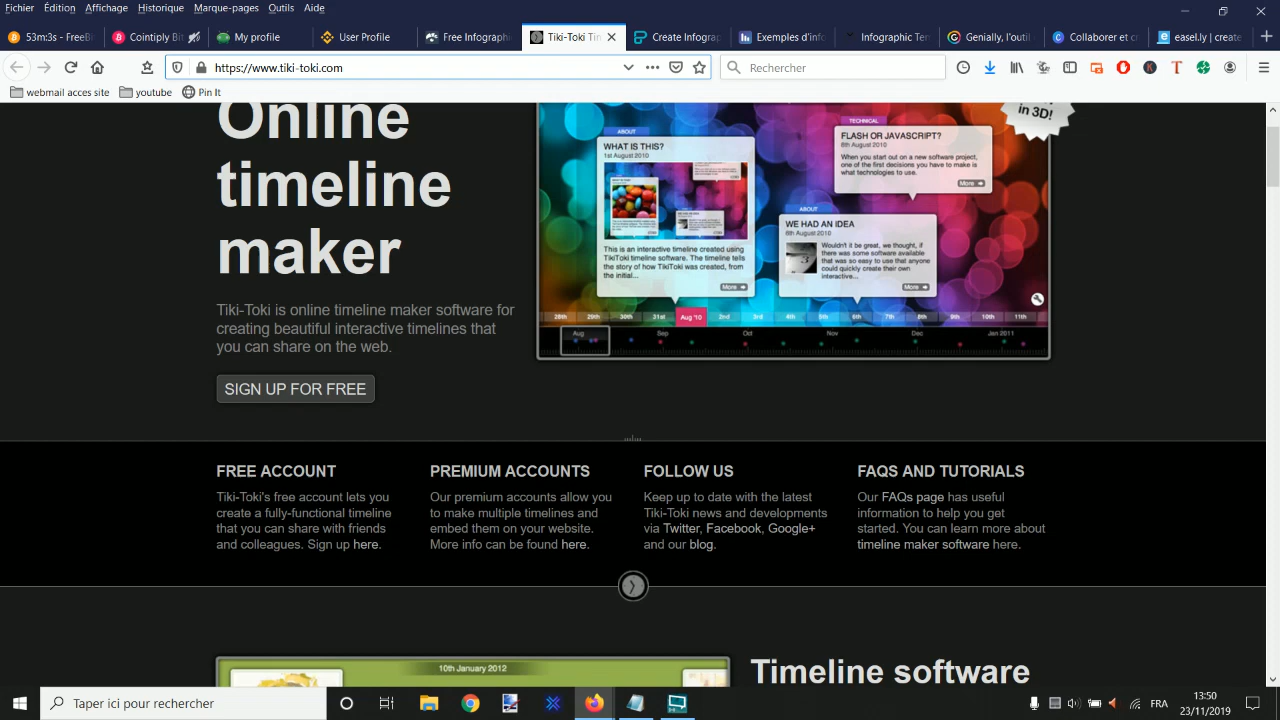 Fichier Édition Affichage Historique Marque-pages Outils Aide
53m3s - FreeBi
Cointiply Bit
My profile
User Profile
Free Infographi
Tiki-Toki Tim
Create Infograp
Exemples d'info
Infographic Tem
Genially, l'outil
Collaborer et cr
easel.ly | create
https://www.tiki-toki.com
Rechercher
webmail acces site
youtube
Pin It
Online
timeline
maker
Tiki-Toki is online timeline maker software for
creating beautiful interactive timelines that
you can share on the web.
SIGN UP FOR FREE
in 3D!
ABOUT
WHAT IS THIS?
1st August 2010
This is an interactive timeline created using
TikiToki timeline software. The timeline tells
the story of how TikiToki was created, from
the initial...
More
TECHNICAL
FLASH OR JAVASCRIPT?
8th August 2010
When you start out on a new software project,
one of the first decisions you have to make is
what technologies to use.
More
ABOUT
WE HAD AN IDEA
6th August 2010
Wouldn't it be great, we thought, if
there was some software available
that was so easy to use that anyone
could quickly create their own
interactive...
More
28th 29th 30th 31st Aug '10 2nd 3rd 4th 5th 6th 7th 8th 9th 10th 11th
Aug Sep Oct Nov Dec Jan 2011
FREE ACCOUNT
Tiki-Toki's free account lets you
create a fully-functional timeline
that you can share with friends
and colleagues. Sign up here.
PREMIUM ACCOUNTS
Our premium accounts allow you
to make multiple timelines and
embed them on your website.
More info can be found here.
FOLLOW US
Keep up to date with the latest
Tiki-Toki news and developments
via Twitter, Facebook, Google+
and our blog.
FAQS AND TUTORIALS
Our FAQs page has useful
information to help you get
started. You can learn more about
timeline maker software here.
10th January 2012
Timeline software
Taper ici pour rechercher
FRA
13:50
23/11/2019